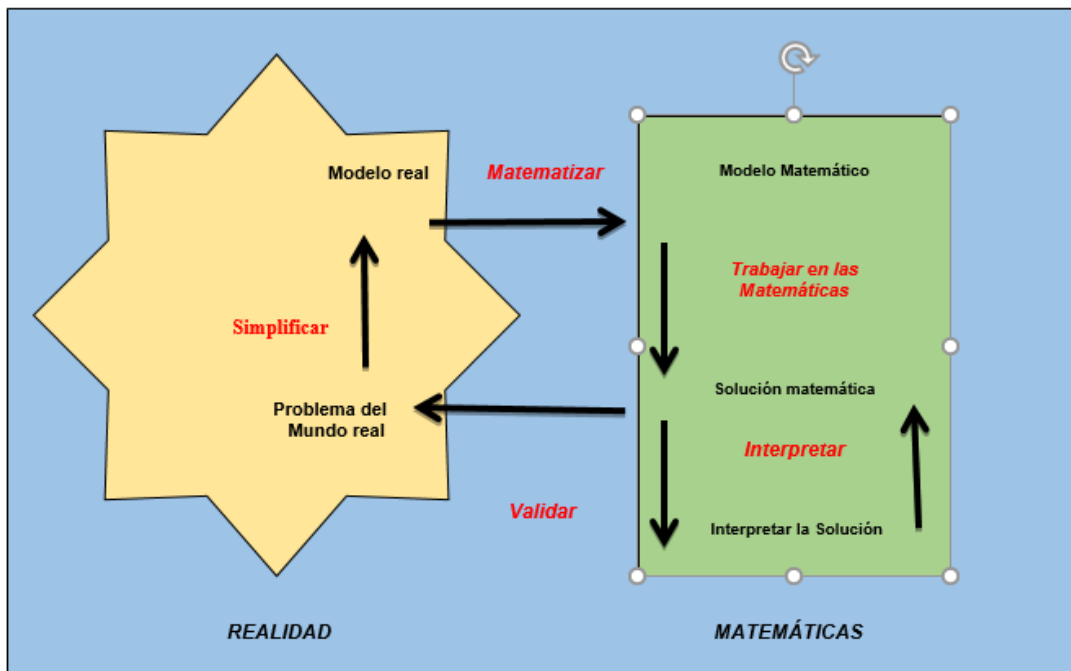 Modelo real
Matematizar
Modelo Matemático
Trabajar en las
Matemáticas
Simplificar
Solución matemática
Problema del
Mundo real
Interpretar
Validar
Interpretar la Solución
REALIDAD
MATEMÁTICAS